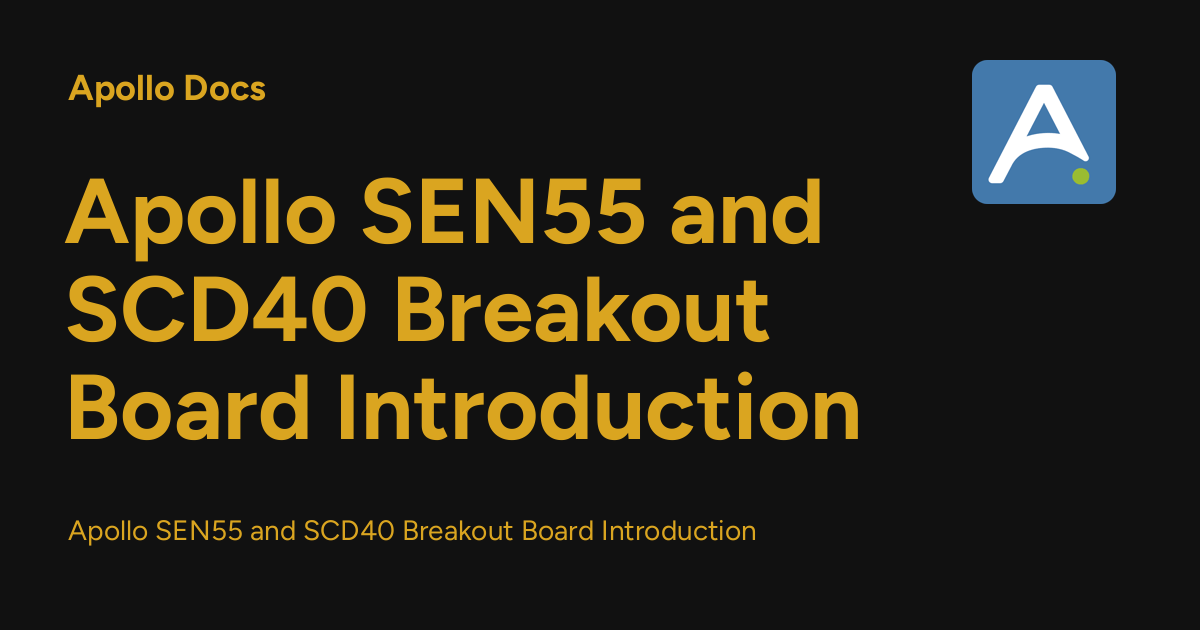 Apollo Docs
Apollo SEN55 and
SCD40 Breakout
Board Introduction
Apollo SEN55 and SCD40 Breakout Board Introduction